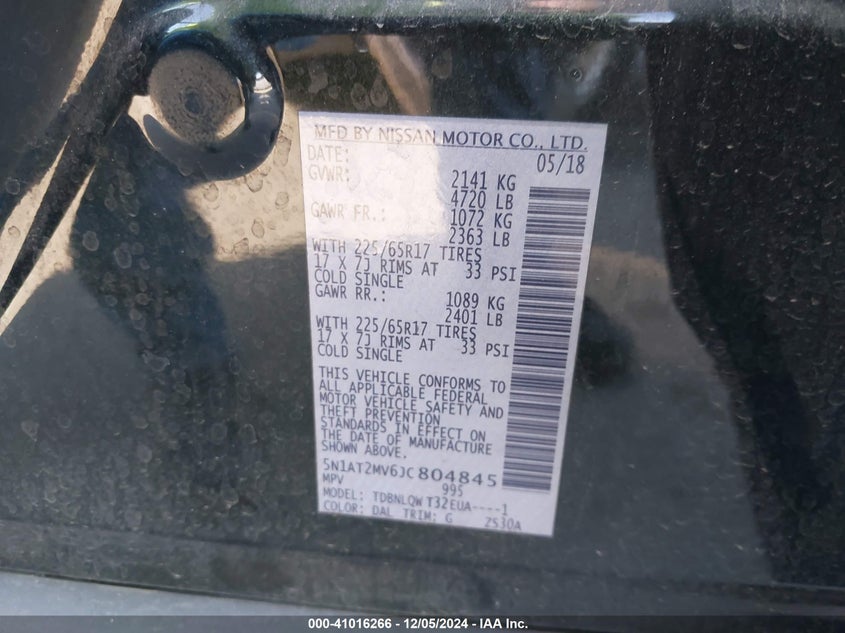 MFD BY NISSAN MOTOR CO., LTD.
DATE: 05/18
GVWR: 2141 KG
4720 LB
GAWR FR.: 1072 KG
2363 LB
WITH 225/65R17 TIRES
17 X 7J RIMS AT 33 PSI
COLD SINGLE
GAWR RR.: 1089 KG
2401 LB
WITH 225/65R17 TIRES
17 X 7J RIMS AT 33 PSI
COLD SINGLE
THIS VEHICLE CONFORMS TO
ALL APPLICABLE FEDERAL
MOTOR VEHICLE SAFETY AND
THEFT PREVENTION
STANDARDS IN EFFECT ON
THE DATE OF MANUFACTURE
SHOWN ABOVE.
5N1AT2MV6JC804845
MPV 995
MODEL: TDBNLQW T32EUA----1
COLOR: DAL TRIM: G ZS30A
000-41016266 - 12/05/2024 - IAA Inc.